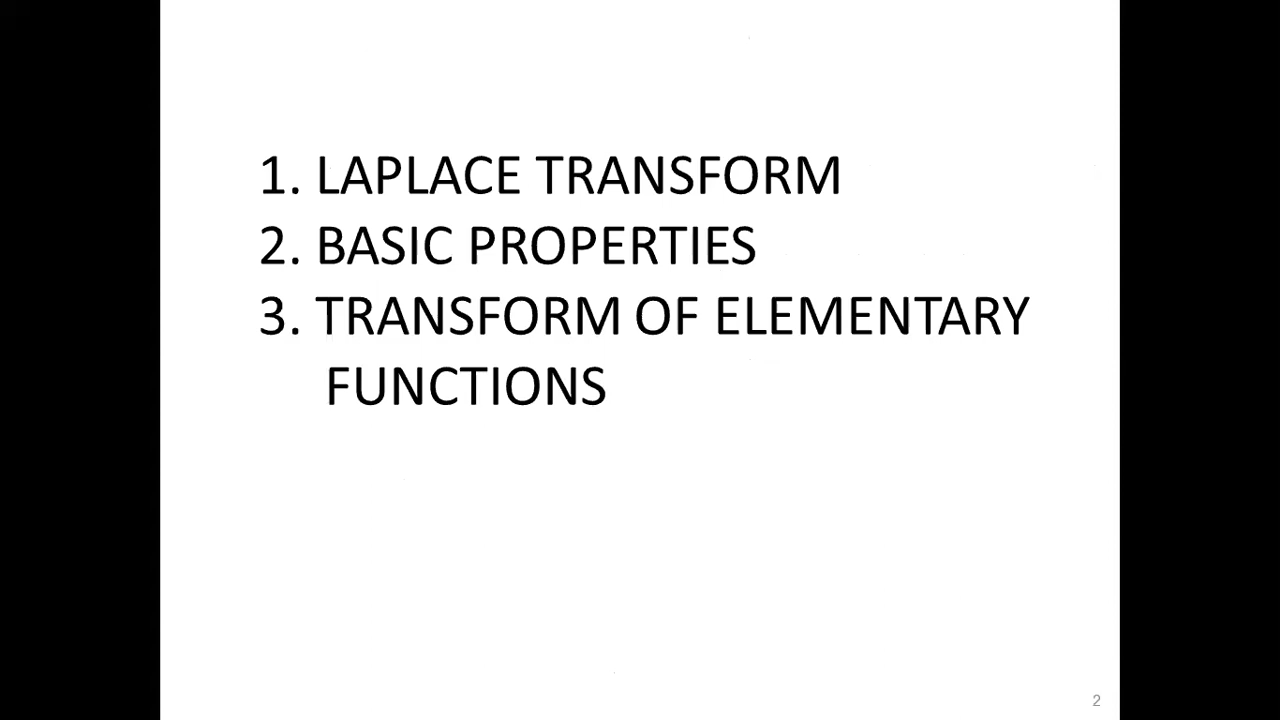 1. LAPLACE TRANSFORM
2. BASIC PROPERTIES
3. TRANSFORM OF ELEMENTARY
FUNCTIONS
2